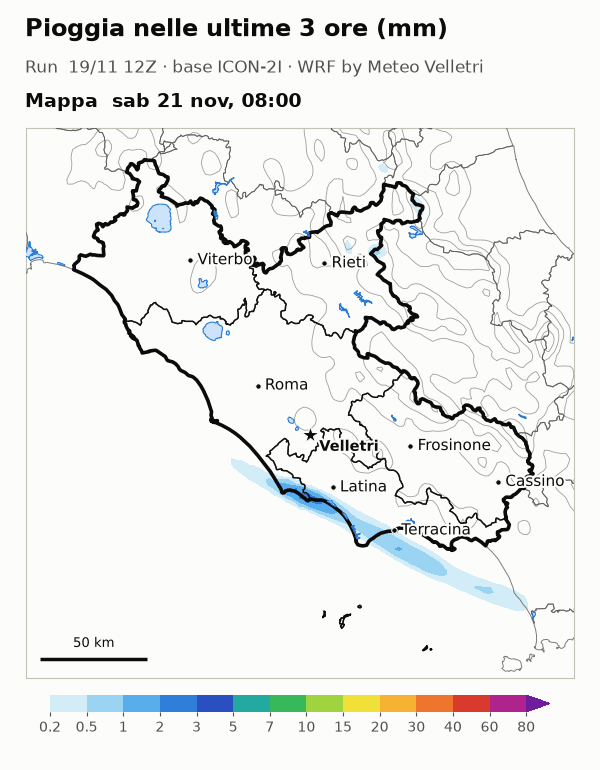 Pioggia nelle ultime 3 ore (mm)
Run  19/11 12Z · base ICON-2I · WRF by Meteo Velletri
Mappa  sab 21 nov, 08:00
Viterbo
Rieti
Roma
Velletri
Frosinone
Latina
Cassino
Terracina
50 km
0.2 0.5 1 2 3 5 7 10 15 20 30 40 60 80